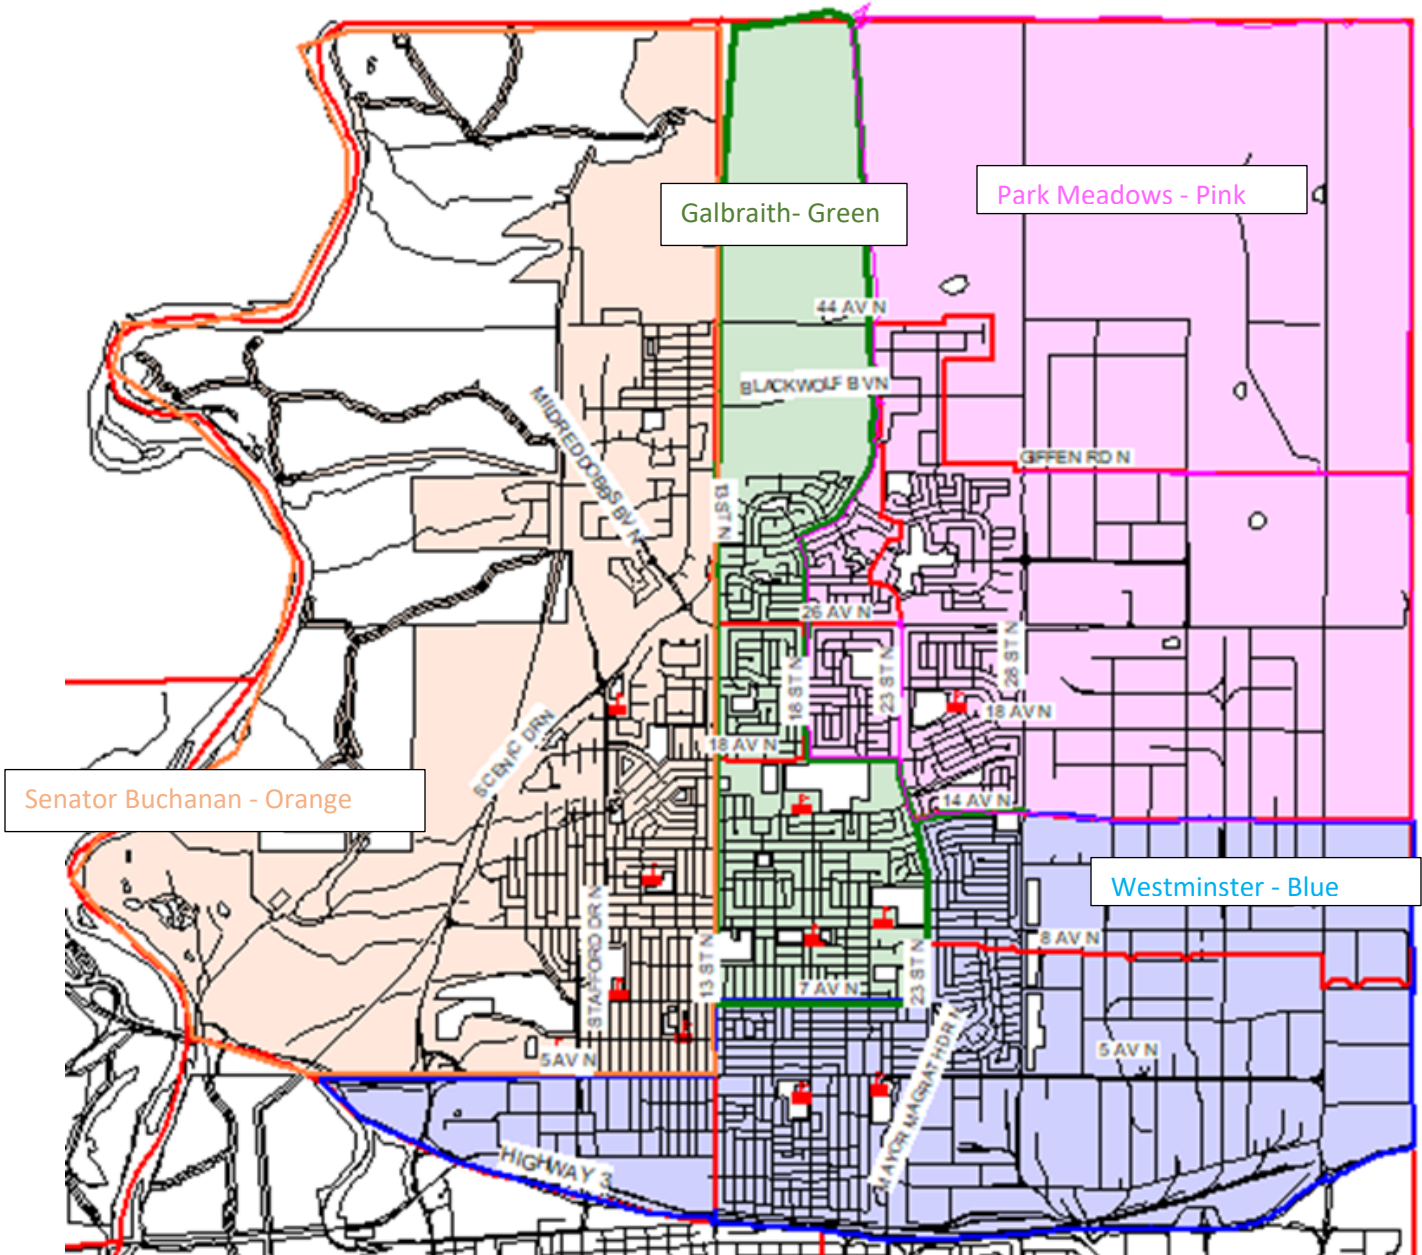 Galbraith- Green
Park Meadows - Pink
44 AV N
BLACKWOLF BV N
MILDRED DOBBS BV N
GIFFEN RD N
13 ST N
26 AV N
18 ST N
23 ST N
28 ST N
SCENIC DR N
18 AV N
18 AV N
Senator Buchanan - Orange
14 AV N
Westminster - Blue
STAFFORD DR N
13 ST N
23 ST N
8 AV N
7 AV N
MAYOR MAGRATH DR N
5 AV N
5 AV N
HIGHWAY 3